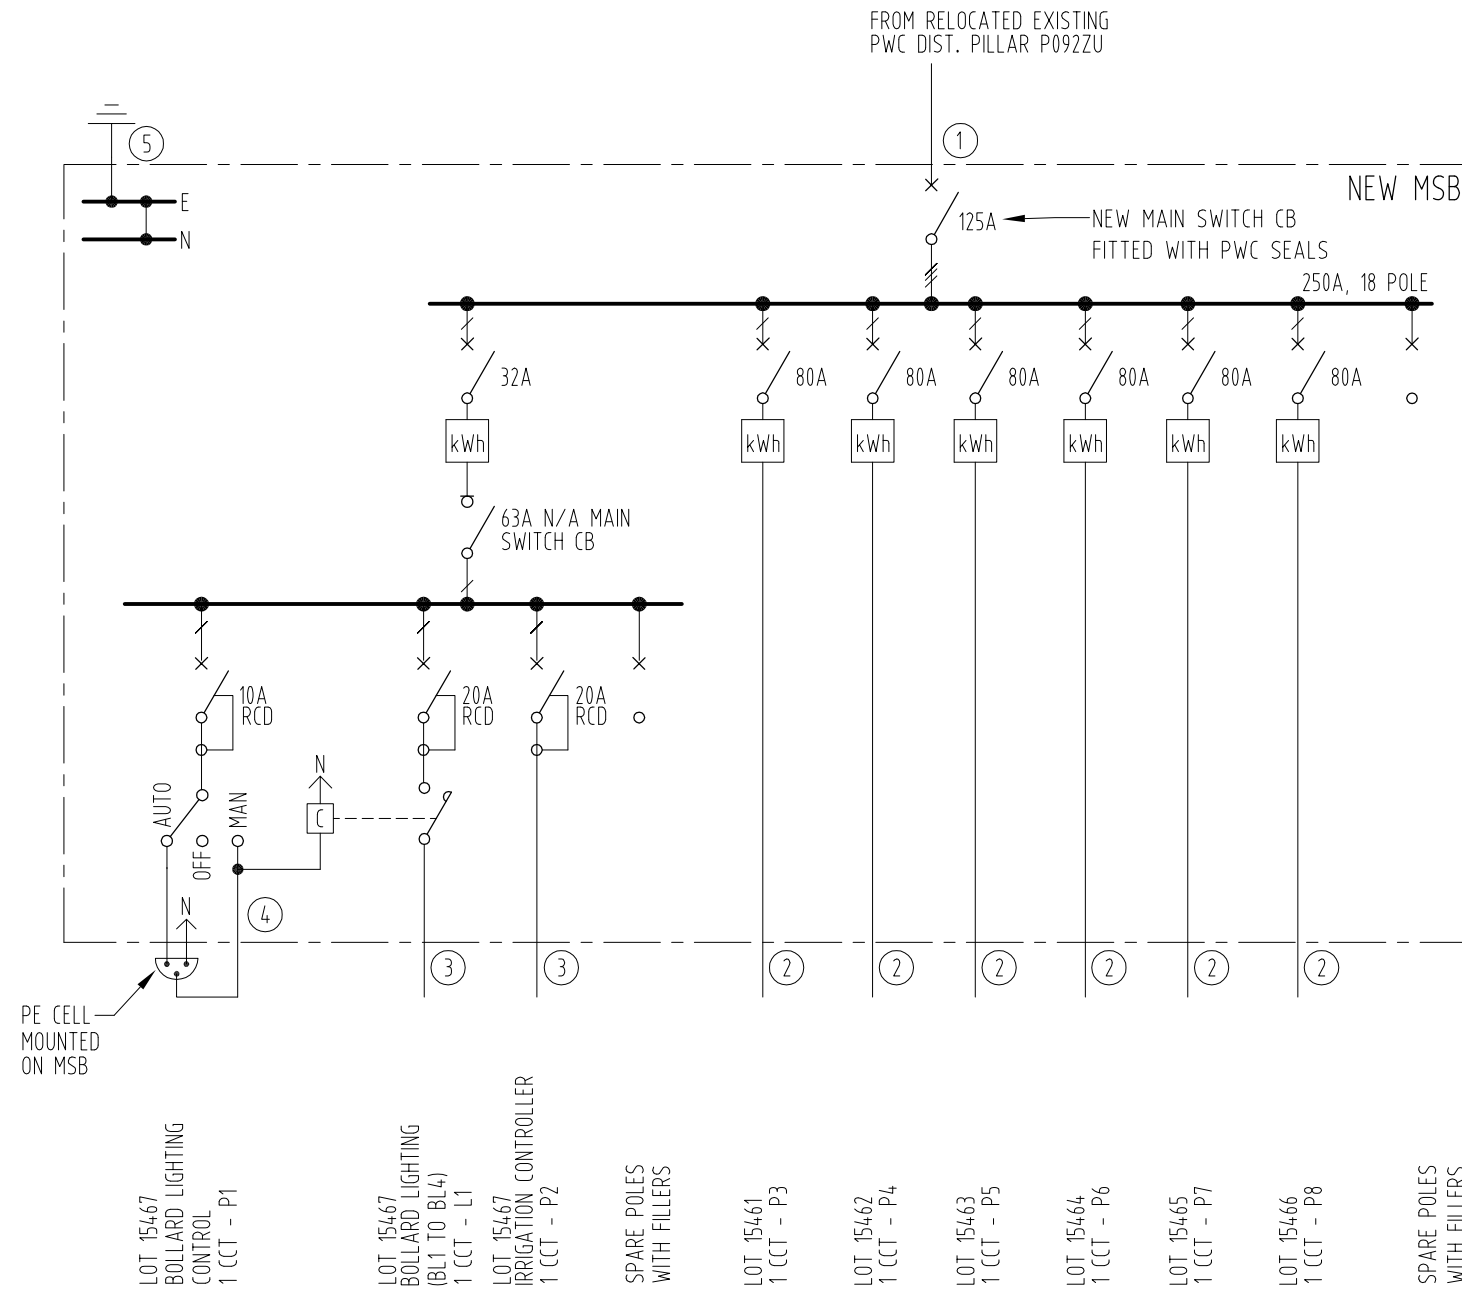 FROM RELOCATED EXISTING
PWC DIST. PILLAR P092ZU
5
1
NEW MSB
E
N
125A
NEW MAIN SWITCH CB
FITTED WITH PWC SEALS
250A, 18 POLE
32A
80A
80A
80A
80A
80A
80A
kWh
kWh
kWh
kWh
kWh
kWh
kWh
63A N/A MAIN
SWITCH CB
10A
RCD
20A
RCD
20A
RCD
AUTO
OFF
MAN
N
C
N
4
3
3
2
2
2
2
2
2
PE CELL
MOUNTED
ON MSB
LOT 15467
BOLLARD LIGHTING
CONTROL
1 CCT - P1
LOT 15467
BOLLARD LIGHTING
(BL1 TO BL4)
1 CCT - L1
LOT 15467
IRRIGATION CONTROLLER
1 CCT - P2
SPARE POLES
WITH FILLERS
LOT 15461
1 CCT - P3
LOT 15462
1 CCT - P4
LOT 15463
1 CCT - P5
LOT 15464
1 CCT - P6
LOT 15465
1 CCT - P7
LOT 15466
1 CCT - P8
SPARE POLES
WITH FILLERS